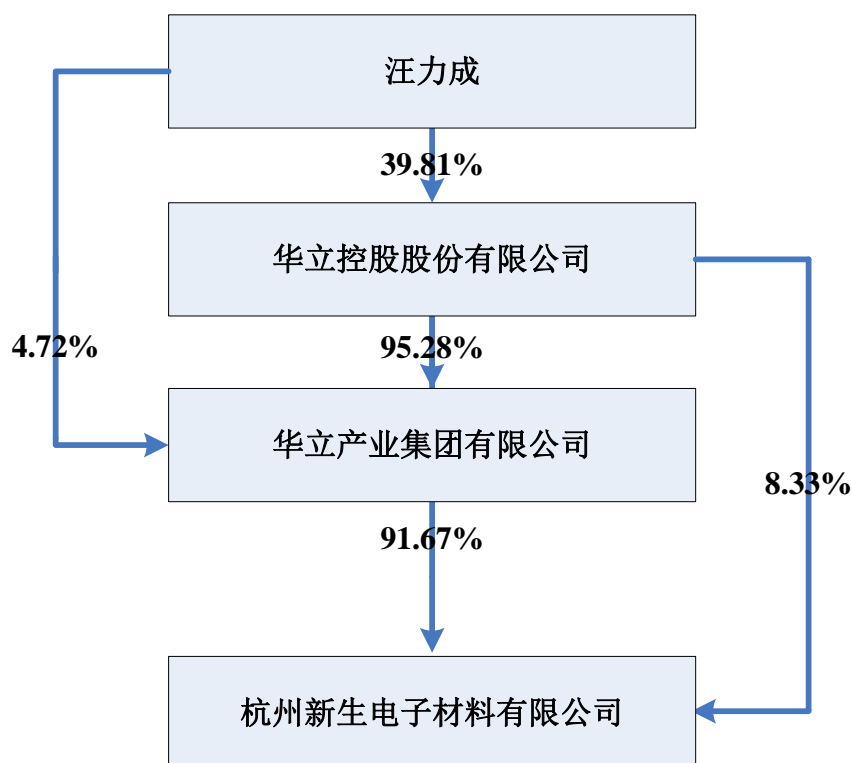 汪力成
39.81%
华立控股股份有限公司
4.72%
95.28%
华立产业集团有限公司
8.33%
91.67%
杭州新生电子材料有限公司